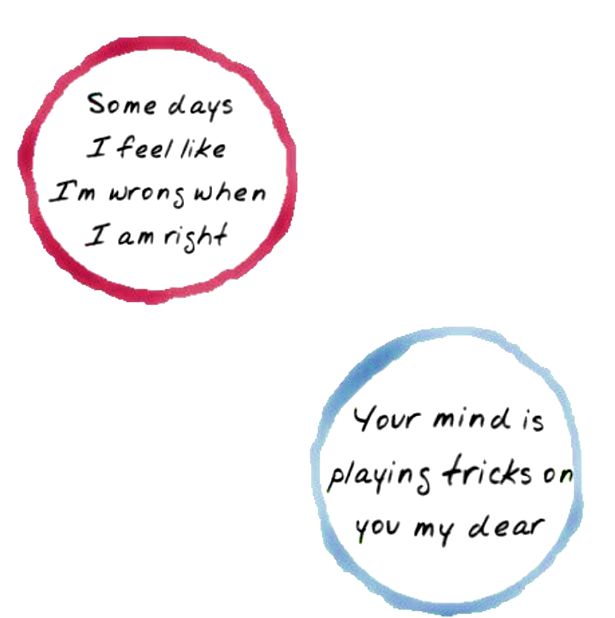 Some days
I feel like
I'm wrong when
I am right
Your mind is
playing tricks on
you my dear